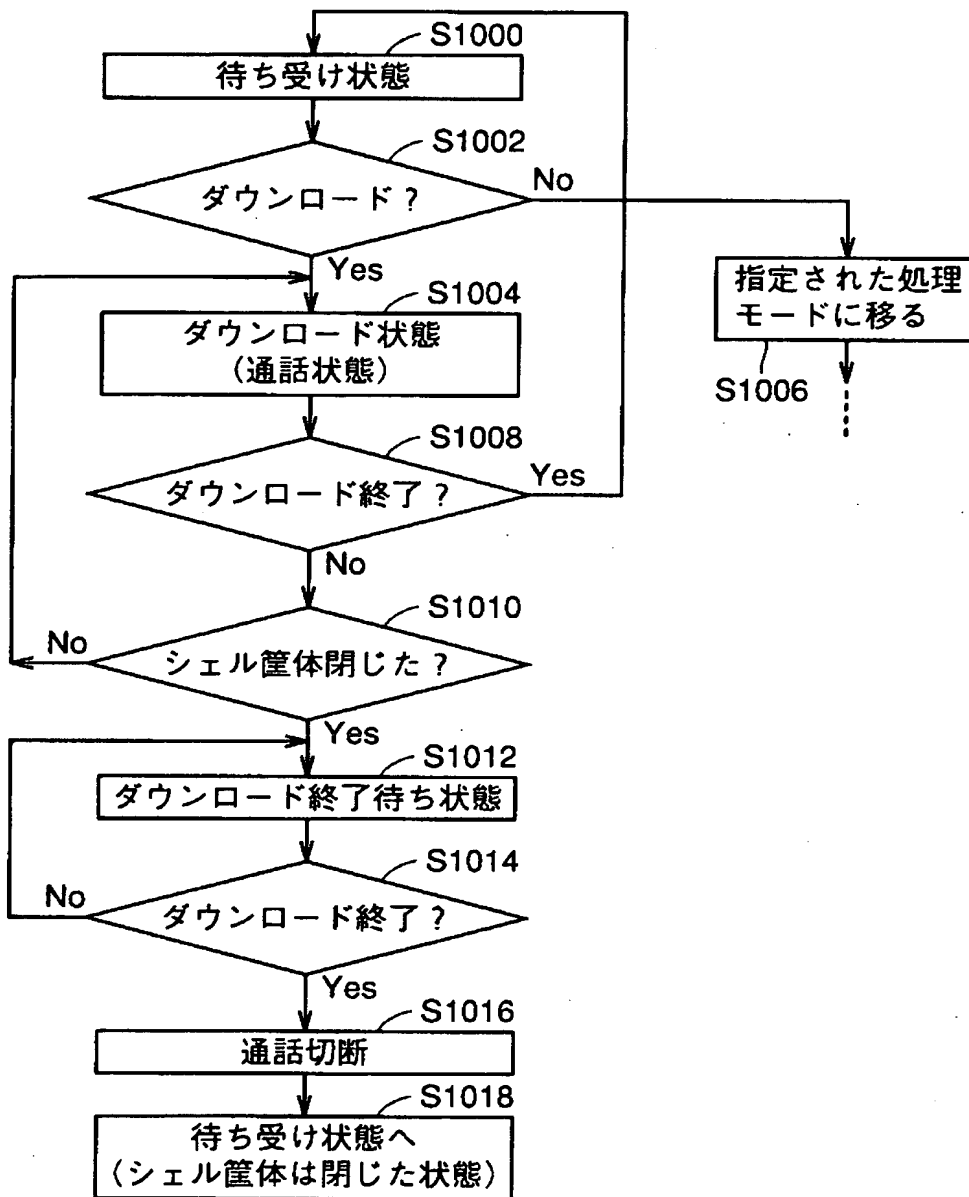 S1000
待ち受け状態
S1002
ダウンロード？
No
Yes
S1004
ダウンロード状態
（通話状態）
指定された処理
モードに移る
S1006
S1008
ダウンロード終了？
Yes
No
S1010
シェル筐体閉じた？
No
Yes
S1012
ダウンロード終了待ち状態
S1014
ダウンロード終了？
No
Yes
S1016
通話切断
S1018
待ち受け状態へ
（シェル筐体は閉じた状態）